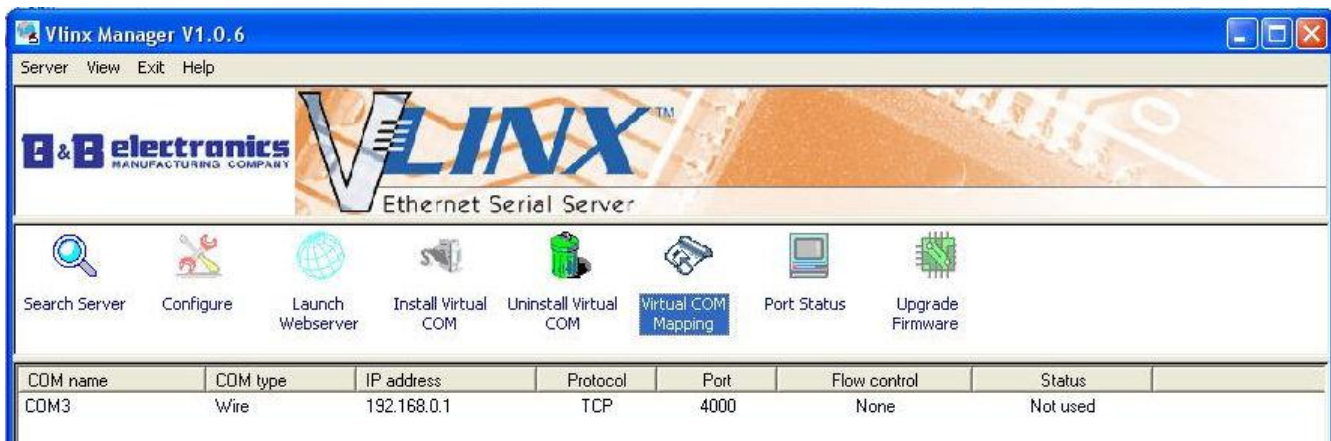 Vlinx Manager V1.0.6
Server View Exit Help
B&B electronics
MANUFACTURING COMPANY
VLINX™
Ethernet Serial Server
Search Server
Configure
Launch Webserver
Install Virtual COM
Uninstall Virtual COM
Virtual COM Mapping
Port Status
Upgrade Firmware
COM name COM type IP address Protocol Port Flow control Status
COM3 Wire 192.168.0.1 TCP 4000 None Not used